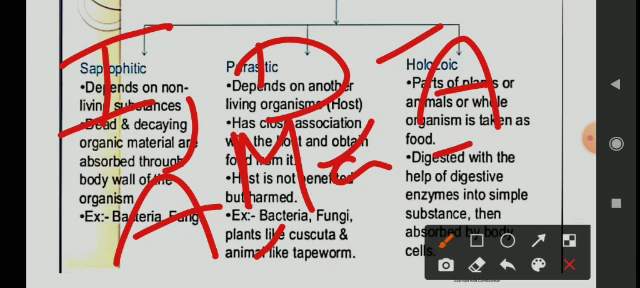 Saprophitic
•Depends on non-
living substances
•Dead & decaying
organic material are
absorbed through
body wall of the
organism
•Ex:- Bacteria, Fungi
Parasitic
•Depends on another
living organisms (Host)
•Has close association
with the host and obtain
food from it.
•Host is not benefited
but harmed.
•Ex:- Bacteria, Fungi,
plants like cuscuta &
animal like tapeworm.
Holozoic
•Parts of plants or
animals or whole
organism is taken as
food.
•Digested with the
help of digestive
enzymes into simple
substance, then
absorbed by body
cells.